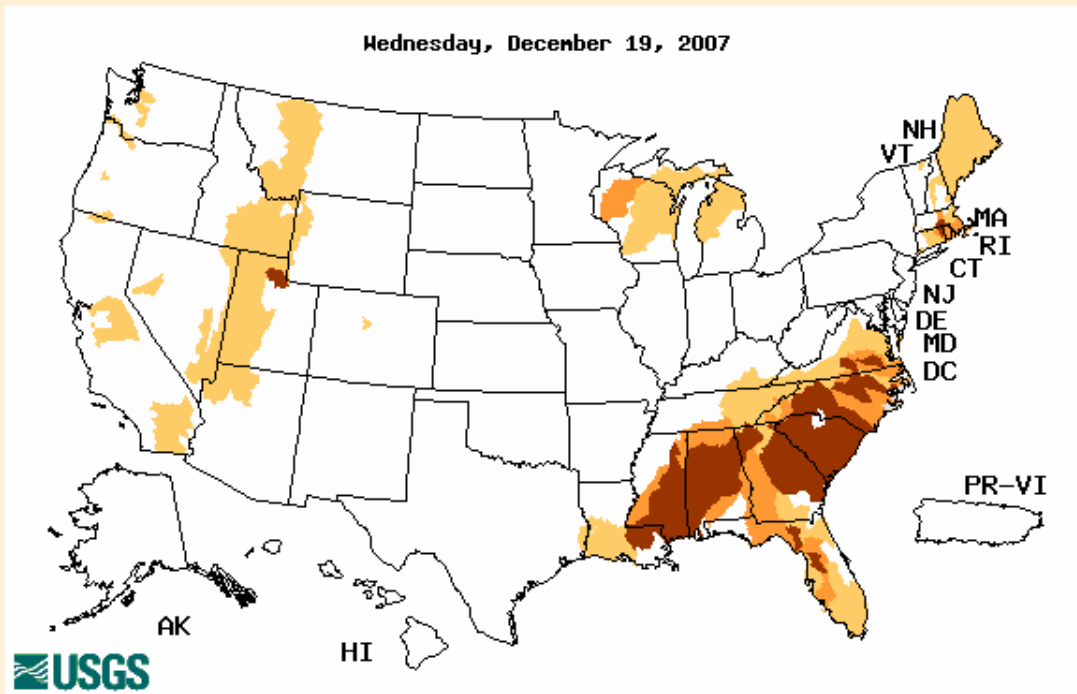 Wednesday, December 19, 2007
NH
VT
MA
RI
CT
NJ
DE
MD
DC
PR-VI
AK
HI
USGS